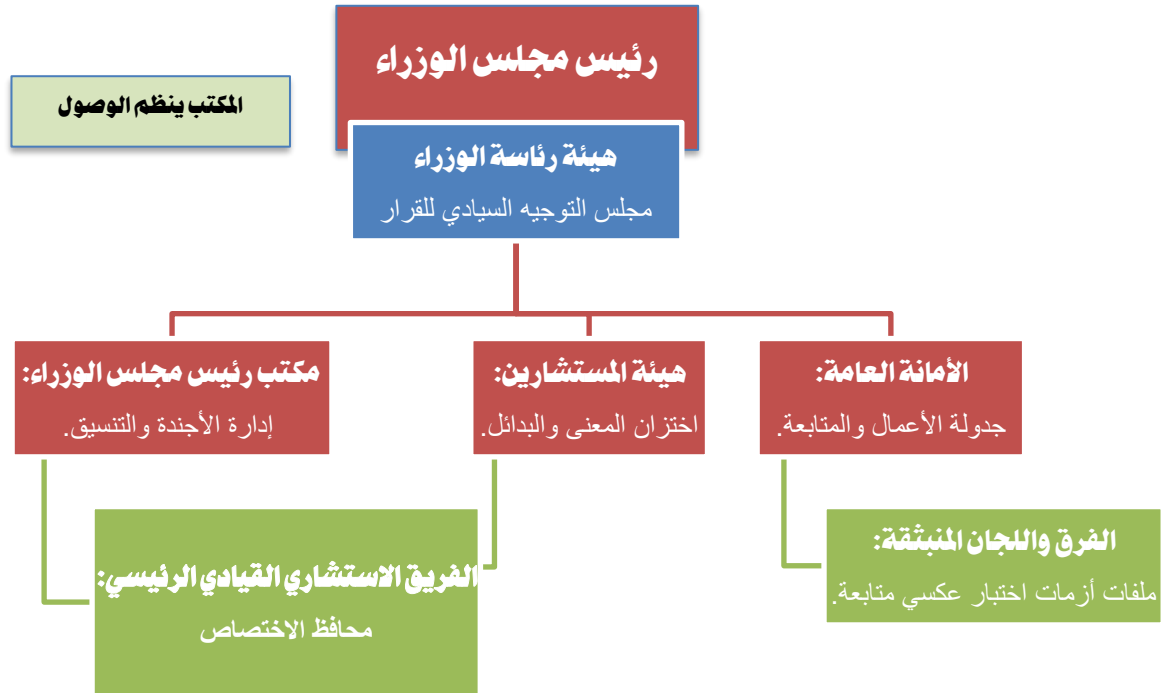 رئيس مجلس الوزراء
المكتب ينظم الوصول
هيئة رئاسة الوزراء
مجلس التوجيه السيادي للقرار
الأمانة العامة:
جدولة الأعمال والمتابعة.
هيئة المستشارين:
اختزان المعنى والبدائل.
مكتب رئيس مجلس الوزراء:
إدارة الأجندة والتنسيق.
الفرق واللجان المنبثقة:
ملفات أزمات اختبار عكسي متابعة.
الفريق الاستشاري القيادي الرئيسي:
محافظ الاختصاص